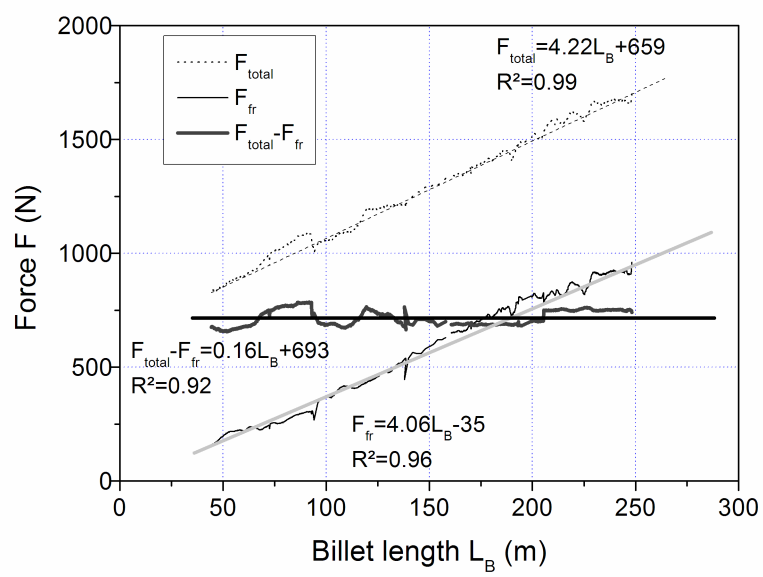 2000
1500
1000
500
0
Force F (N)
F_total
F_fr
F_total-F_fr
F_total=4.22L_B+659
R²=0.99
F_total-F_fr=0.16L_B+693
R²=0.92
F_fr=4.06L_B-35
R²=0.96
0 50 100 150 200 250 300
Billet length L_B (m)